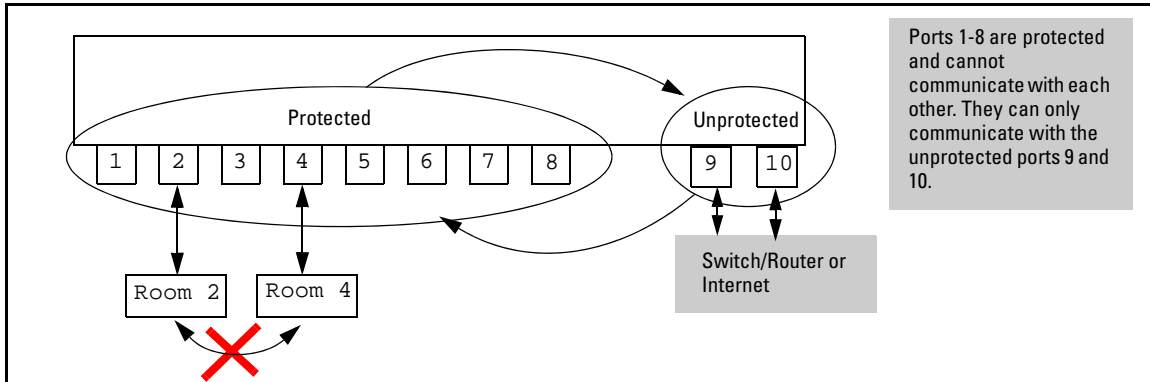 Ports 1-8 are protected
and cannot
communicate with each
other. They can only
communicate with the
unprotected ports 9 and
10.
Protected
Unprotected
1 2 3 4 5 6 7 8 9 10
Switch/Router or
Internet
Room 2 Room 4